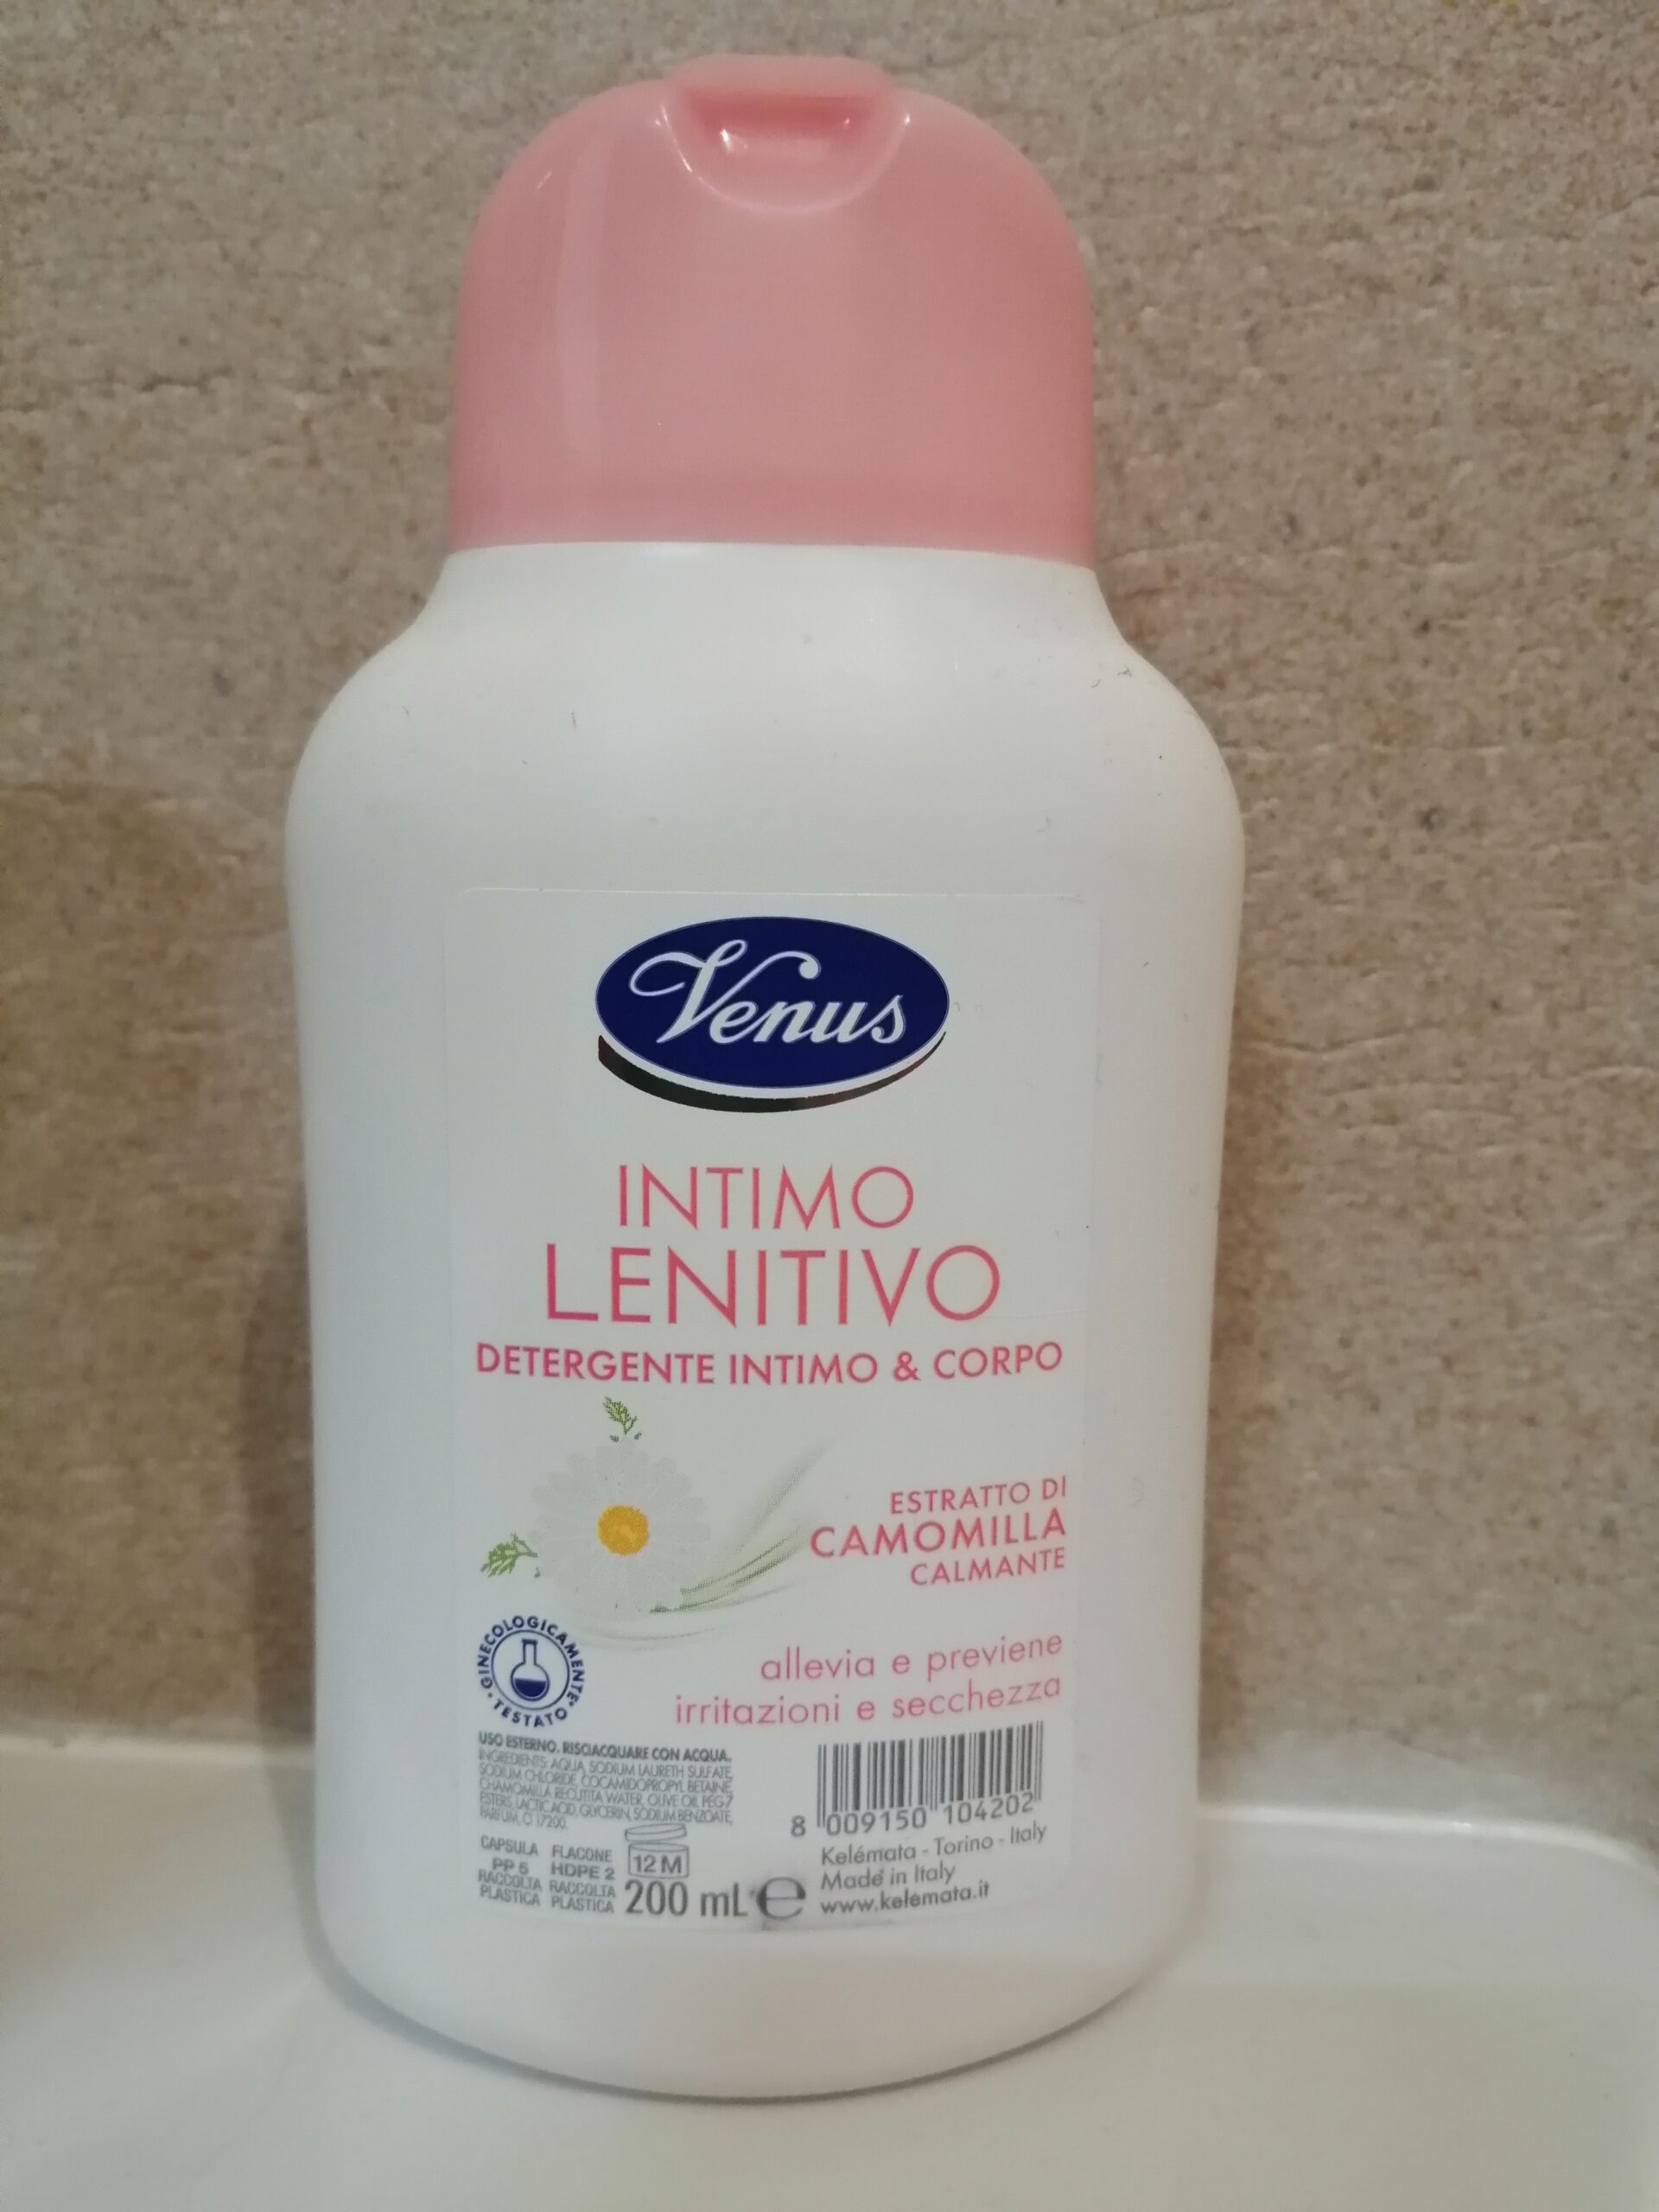 Venus
INTIMO
LENITIVO
DETERGENTE INTIMO & CORPO
ESTRATTO DI
CAMOMILLA
CALMANTE
GINECOLOGICAMENTE • TESTATO •
allevia e previene
irritazioni e secchezza
USO ESTERNO. RISCIACQUARE CON ACQUA.
INGREDIENTS: AQUA, SODIUM LAURETH SULFATE,
SODIUM CHLORIDE, COCAMIDOPROPYL BETAINE,
CHAMOMILLA RECUTITA WATER, OLIVE OIL PEG-7
ESTERS, LACTIC ACID, GLYCERIN, SODIUM BENZOATE,
PARFUM, CI 17200.
CAPSULA FLACONE
PP 5 HDPE 2
RACCOLTA RACCOLTA
PLASTICA PLASTICA
12 M
200 mL e
8 009150 104202
Kelémata - Torino - Italy
Made in Italy
www.kelemata.it